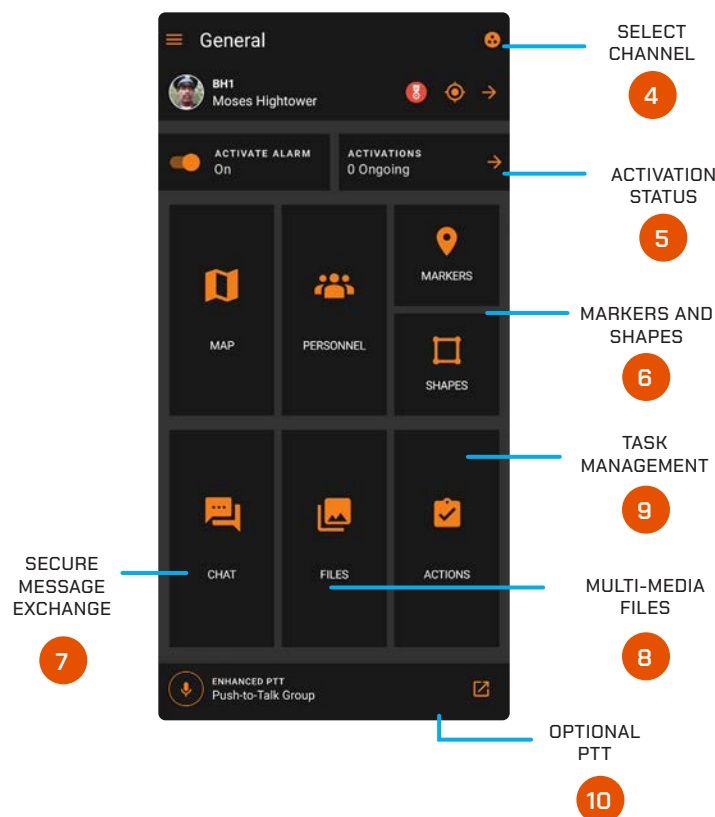 General
BH1
Moses Hightower
ACTIVATE ALARM
On
ACTIVATIONS
0 Ongoing
MAP
PERSONNEL
MARKERS
SHAPES
CHAT
FILES
ACTIONS
ENHANCED PTT
Push-to-Talk Group
SELECT
CHANNEL
4
ACTIVATION
STATUS
5
MARKERS AND
SHAPES
6
TASK
MANAGEMENT
9
SECURE
MESSAGE
EXCHANGE
7
MULTI-MEDIA
FILES
8
OPTIONAL
PTT
10